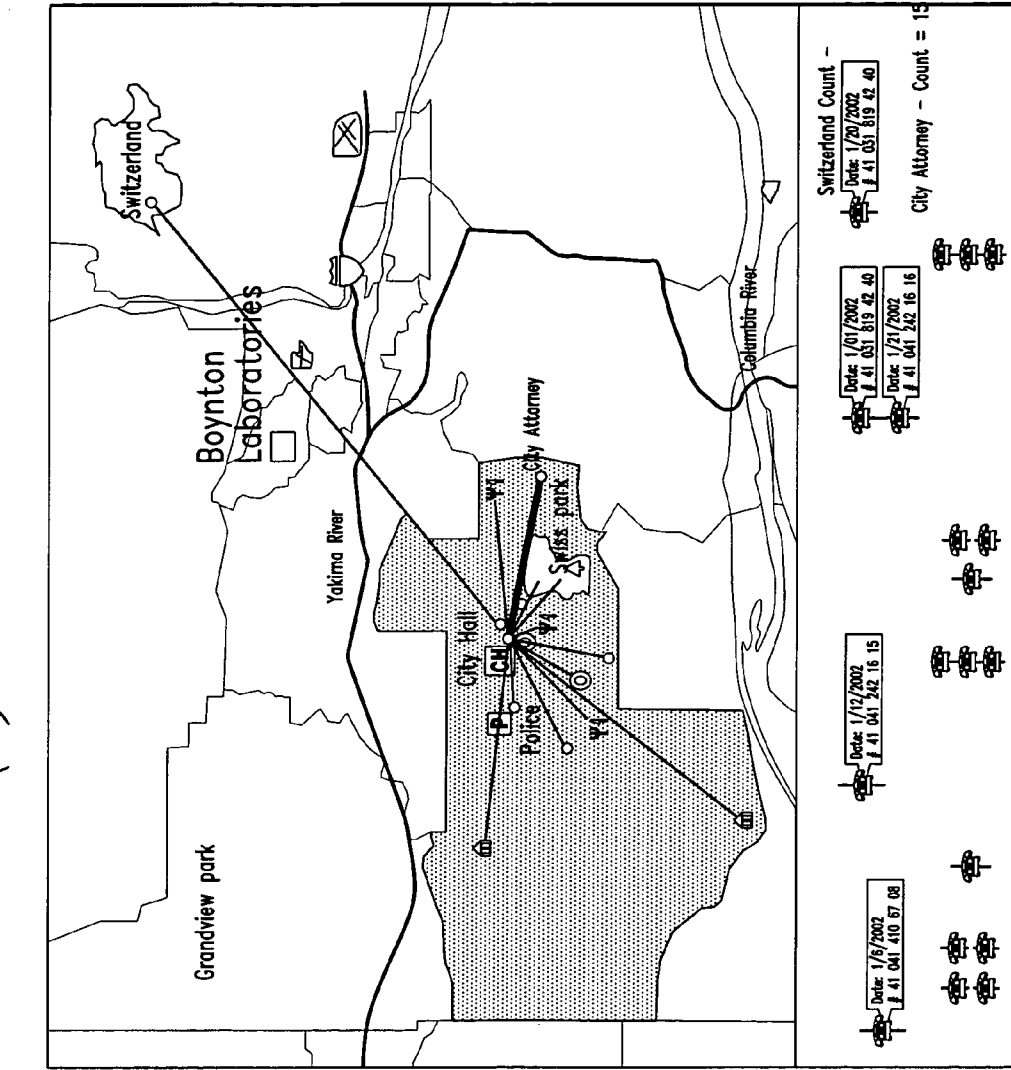 Switzerland
Boynton
Laboratories
Yakima River
Grandview park
City Attorney
Swiss park
City Hall
CH
P
Police
Ψ1
Ψ1
Ψ1
Columbia River
Switzerland Count -
Date: 1/20/2002
# 41 031 819 42 40
City Attorney - Count = 15
Date: 1/01/2002
# 41 031 819 42 40
Date: 1/21/2002
# 41 041 242 16 16
Date: 1/12/2002
# 41 041 242 16 15
Date: 1/6/2002
# 41 041 410 67 08